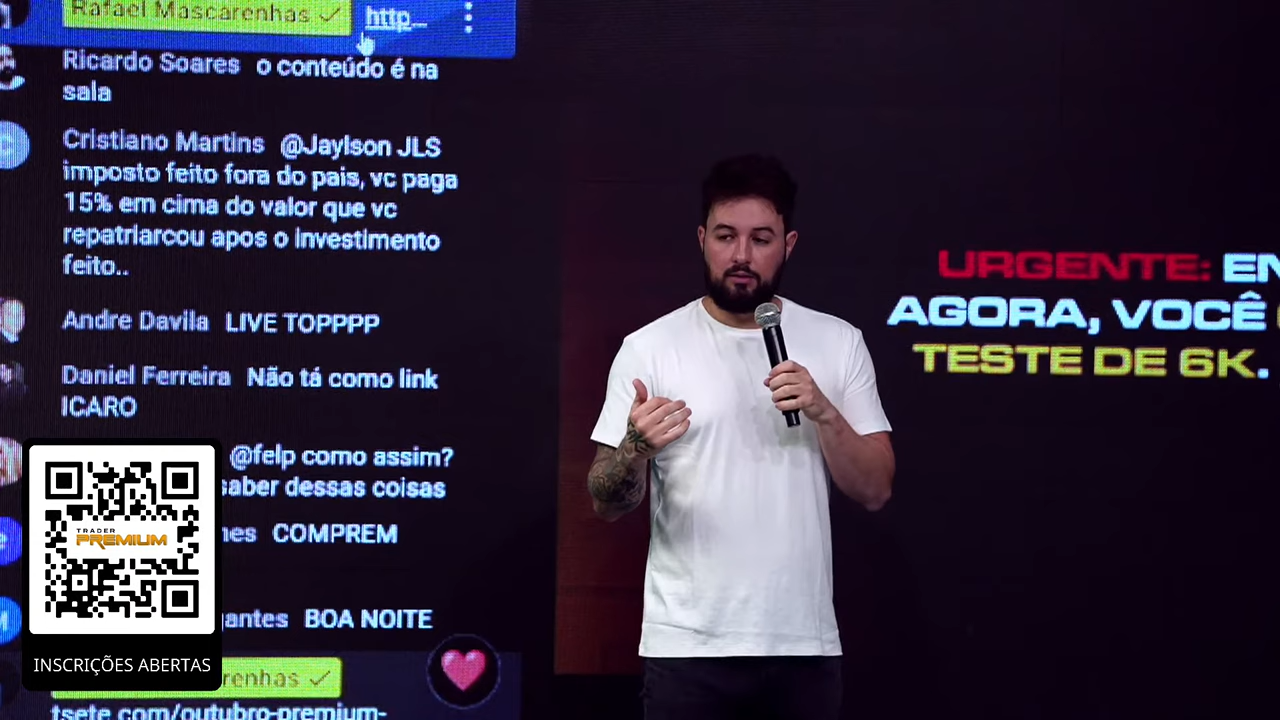 Rafael Mascarenhas ✓ http...
Ricardo Soares o conteúdo é na
sala
Cristiano Martins @Jaylson JLS
imposto feito fora do pais, vc paga
15% em cima do valor que vc
repatriarcou apos o investimento
feito..
Andre Davila LIVE TOPPPP
Daniel Ferreira Não tá como link
ICARO
@felp como assim?
saber dessas coisas
nes COMPREM
gantes BOA NOITE
renhas ✓
tsete.com/outubro-premium-
TRADER
PREMIUM
INSCRIÇÕES ABERTAS
URGENTE: EN
AGORA, VOCÊ
TESTE DE 6K.